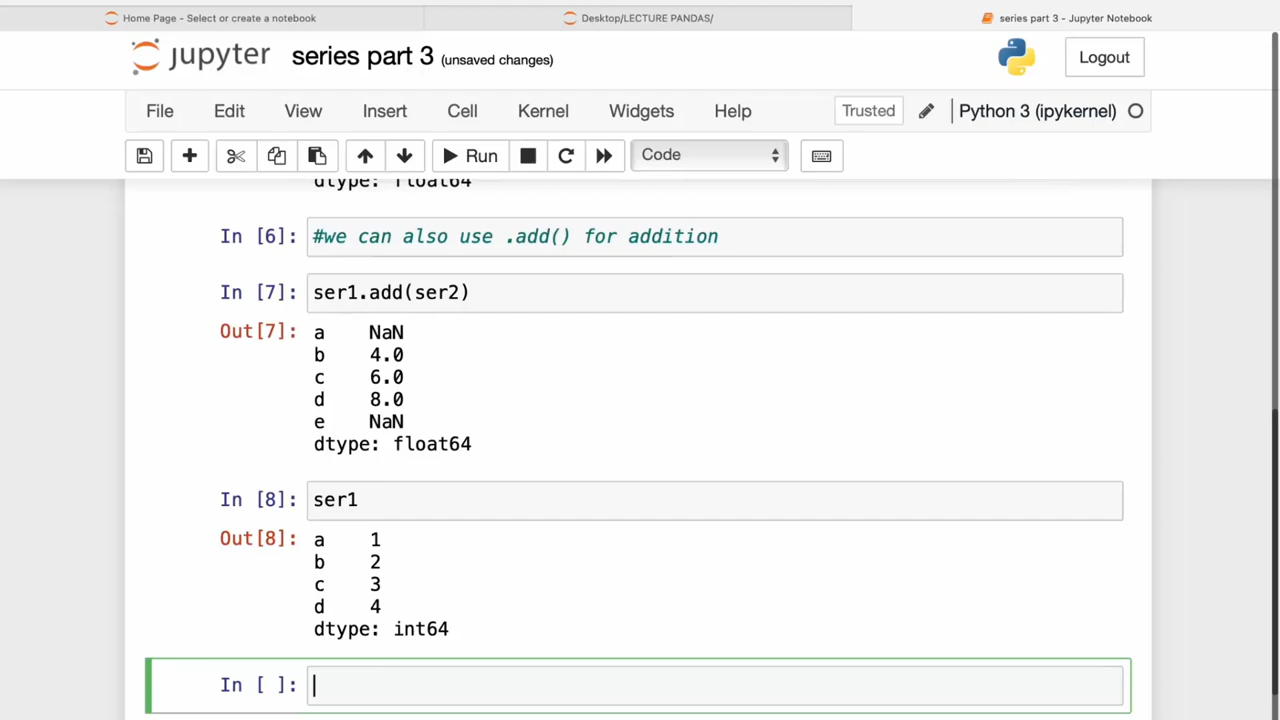 Home Page - Select or create a notebook
Desktop/LECTURE PANDAS/
series part 3 - Jupyter Notebook
jupyter series part 3 (unsaved changes)
Logout
File Edit View Insert Cell Kernel Widgets Help
Trusted Python 3 (ipykernel)
Run Code
dtype: float64
In [6]: #we can also use .add() for addition
In [7]: ser1.add(ser2)
Out[7]: a NaN
b 4.0
c 6.0
d 8.0
e NaN
dtype: float64
In [8]: ser1
Out[8]: a 1
b 2
c 3
d 4
dtype: int64
In [ ]: